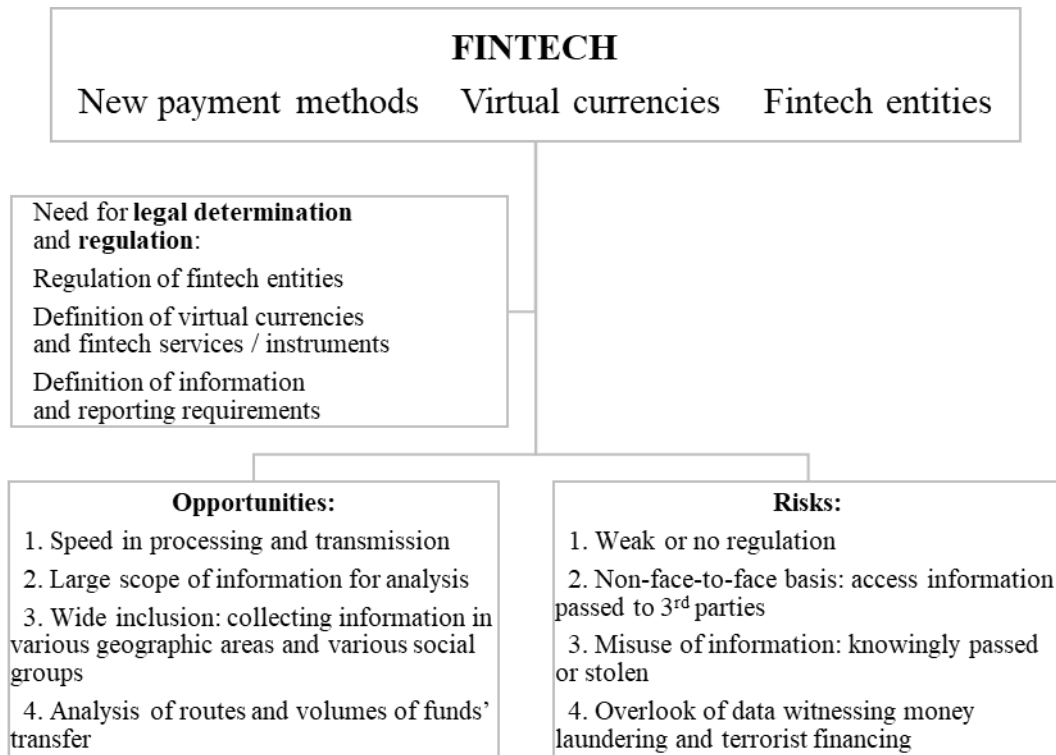 FINTECH
New payment methods Virtual currencies Fintech entities
Need for legal determination
and regulation:
Regulation of fintech entities
Definition of virtual currencies
and fintech services / instruments
Definition of information
and reporting requirements
Opportunities:
1. Speed in processing and transmission
2. Large scope of information for analysis
3. Wide inclusion: collecting information in
various geographic areas and various social
groups
4. Analysis of routes and volumes of funds’
transfer
Risks:
1. Weak or no regulation
2. Non-face-to-face basis: access information
passed to 3rd parties
3. Misuse of information: knowingly passed
or stolen
4. Overlook of data witnessing money
laundering and terrorist financing